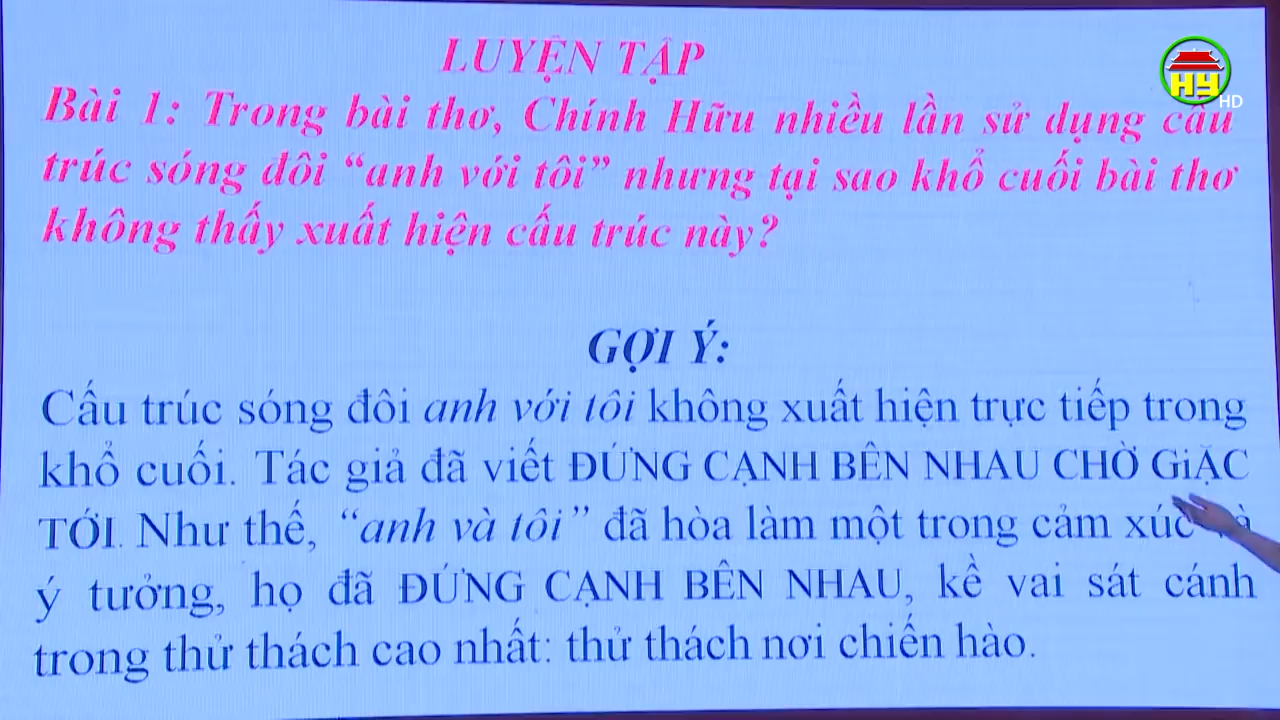 LUYỆN TẬP
HY HD
Bài 1: Trong bài thơ, Chính Hữu nhiều lần sử dụng cấu
trúc sóng đôi “anh với tôi” nhưng tại sao khổ cuối bài thơ
không thấy xuất hiện cấu trúc này?
GỢI Ý:
Cấu trúc sóng đôi anh với tôi không xuất hiện trực tiếp trong
khổ cuối. Tác giả đã viết ĐỨNG CẠNH BÊN NHAU CHỜ GiẶC
TỚI. Như thế, “anh và tôi” đã hòa làm một trong cảm xúc và
ý tưởng, họ đã ĐỨNG CẠNH BÊN NHAU, kề vai sát cánh
trong thử thách cao nhất: thử thách nơi chiến hào.